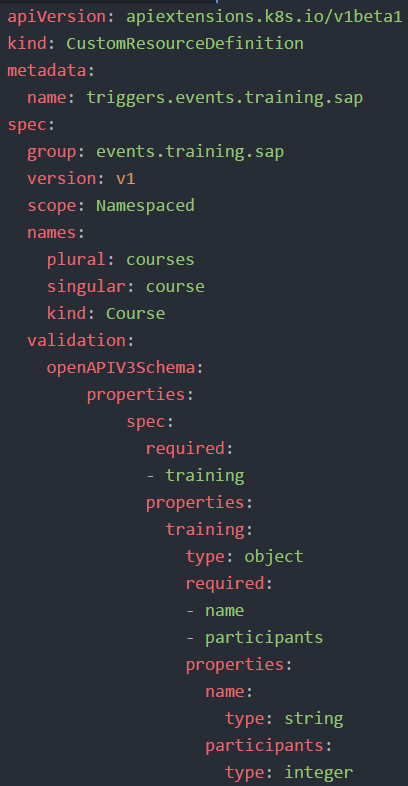 apiVersion: apiextensions.k8s.io/v1beta1
kind: CustomResourceDefinition
metadata:
  name: triggers.events.training.sap
spec:
  group: events.training.sap
  version: v1
  scope: Namespaced
  names:
    plural: courses
    singular: course
    kind: Course
  validation:
    openAPIV3Schema:
        properties:
            spec:
              required:
              - training
              properties:
                training:
                  type: object
                  required:
                  - name
                  - participants
                  properties:
                    name:
                      type: string
                    participants:
                      type: integer